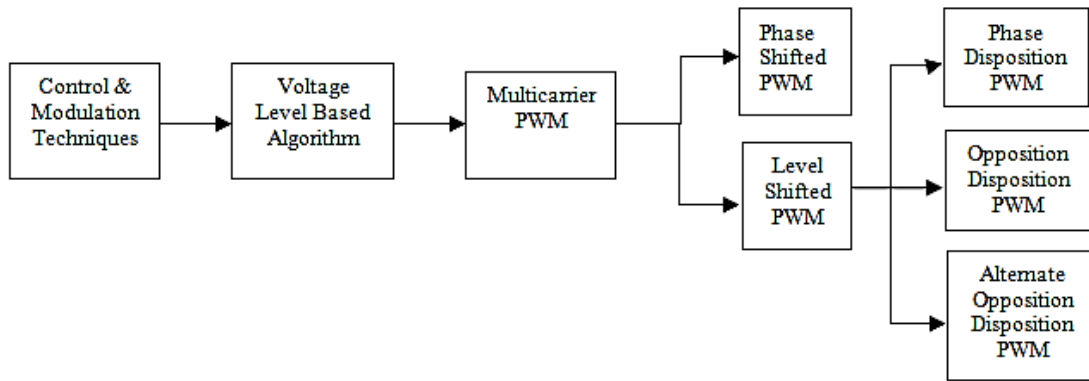 Control &
Modulation
Techniques
Voltage
Level Based
Algorithm
Multicarrier
PWM
Phase
Shifted
PWM
Level
Shifted
PWM
Phase
Disposition
PWM
Opposition
Disposition
PWM
Alternate
Opposition
Disposition
PWM